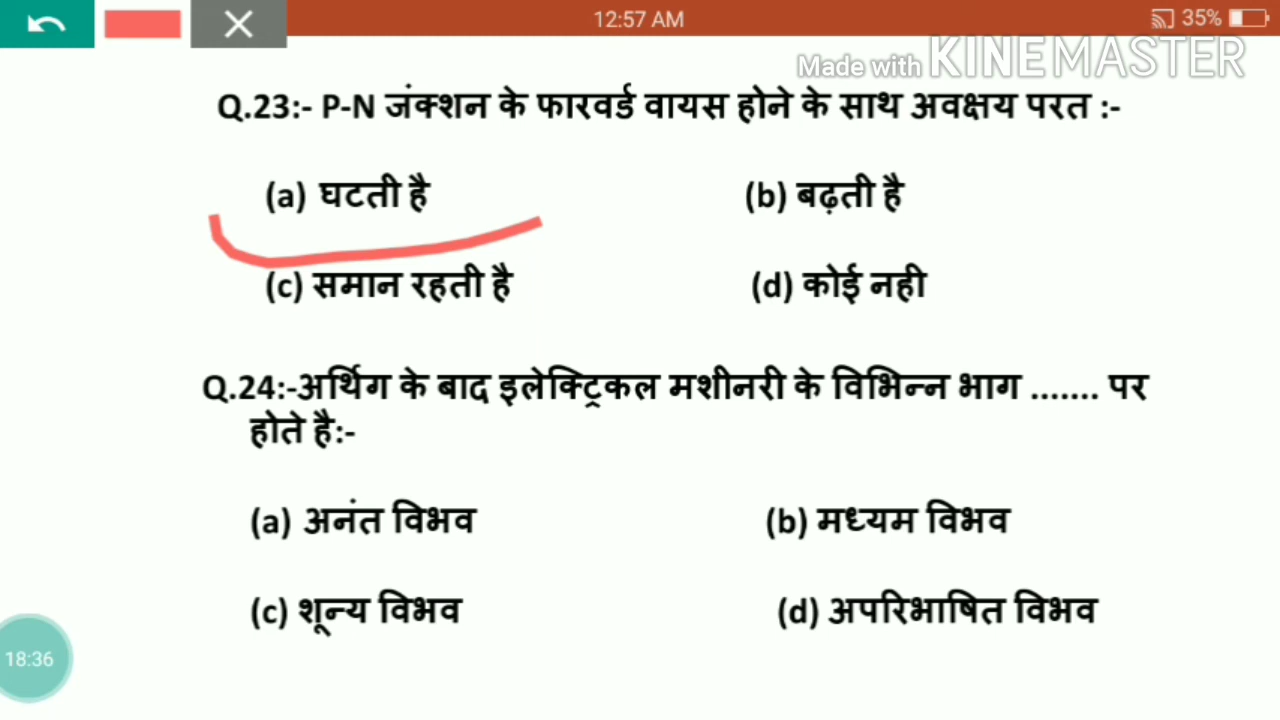 12:57 AM
35%
Made with KINEMASTER
Q.23:- P-N जंक्शन के फारवर्ड वायस होने के साथ अवक्षय परत :-
(a) घटती है (b) बढ़ती है
(c) समान रहती है (d) कोई नही
Q.24:-अर्थिग के बाद इलेक्ट्रिकल मशीनरी के विभिन्न भाग ....... पर
होते है:-
(a) अनंत विभव (b) मध्यम विभव
(c) शून्य विभव (d) अपरिभाषित विभव
18:36